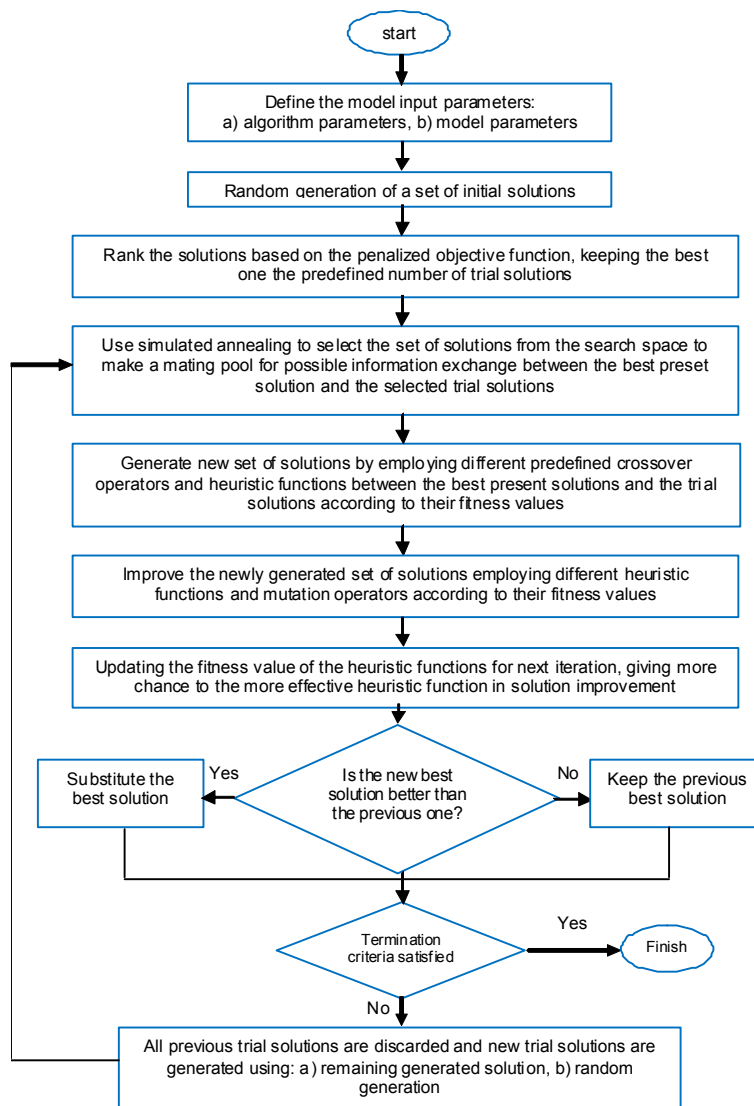 start
Define the model input parameters:
a) algorithm parameters, b) model parameters
Random generation of a set of initial solutions
Rank the solutions based on the penalized objective function, keeping the best
one the predefined number of trial solutions
Use simulated annealing to select the set of solutions from the search space to
make a mating pool for possible information exchange between the best preset
solution and the selected trial solutions
Generate new set of solutions by employing different predefined crossover
operators and heuristic functions between the best present solutions and the trial
solutions according to their fitness values
Improve the newly generated set of solutions employing different heuristic
functions and mutation operators according to their fitness values
Updating the fitness value of the heuristic functions for next iteration, giving more
chance to the more effective heuristic function in solution improvement
Substitute the
best solution
Yes
Is the new best
solution better than
the previous one?
No
Keep the previous
best solution
Termination
criteria satisfied
Yes
Finish
No
All previous trial solutions are discarded and new trial solutions are
generated using: a) remaining generated solution, b) random
generation